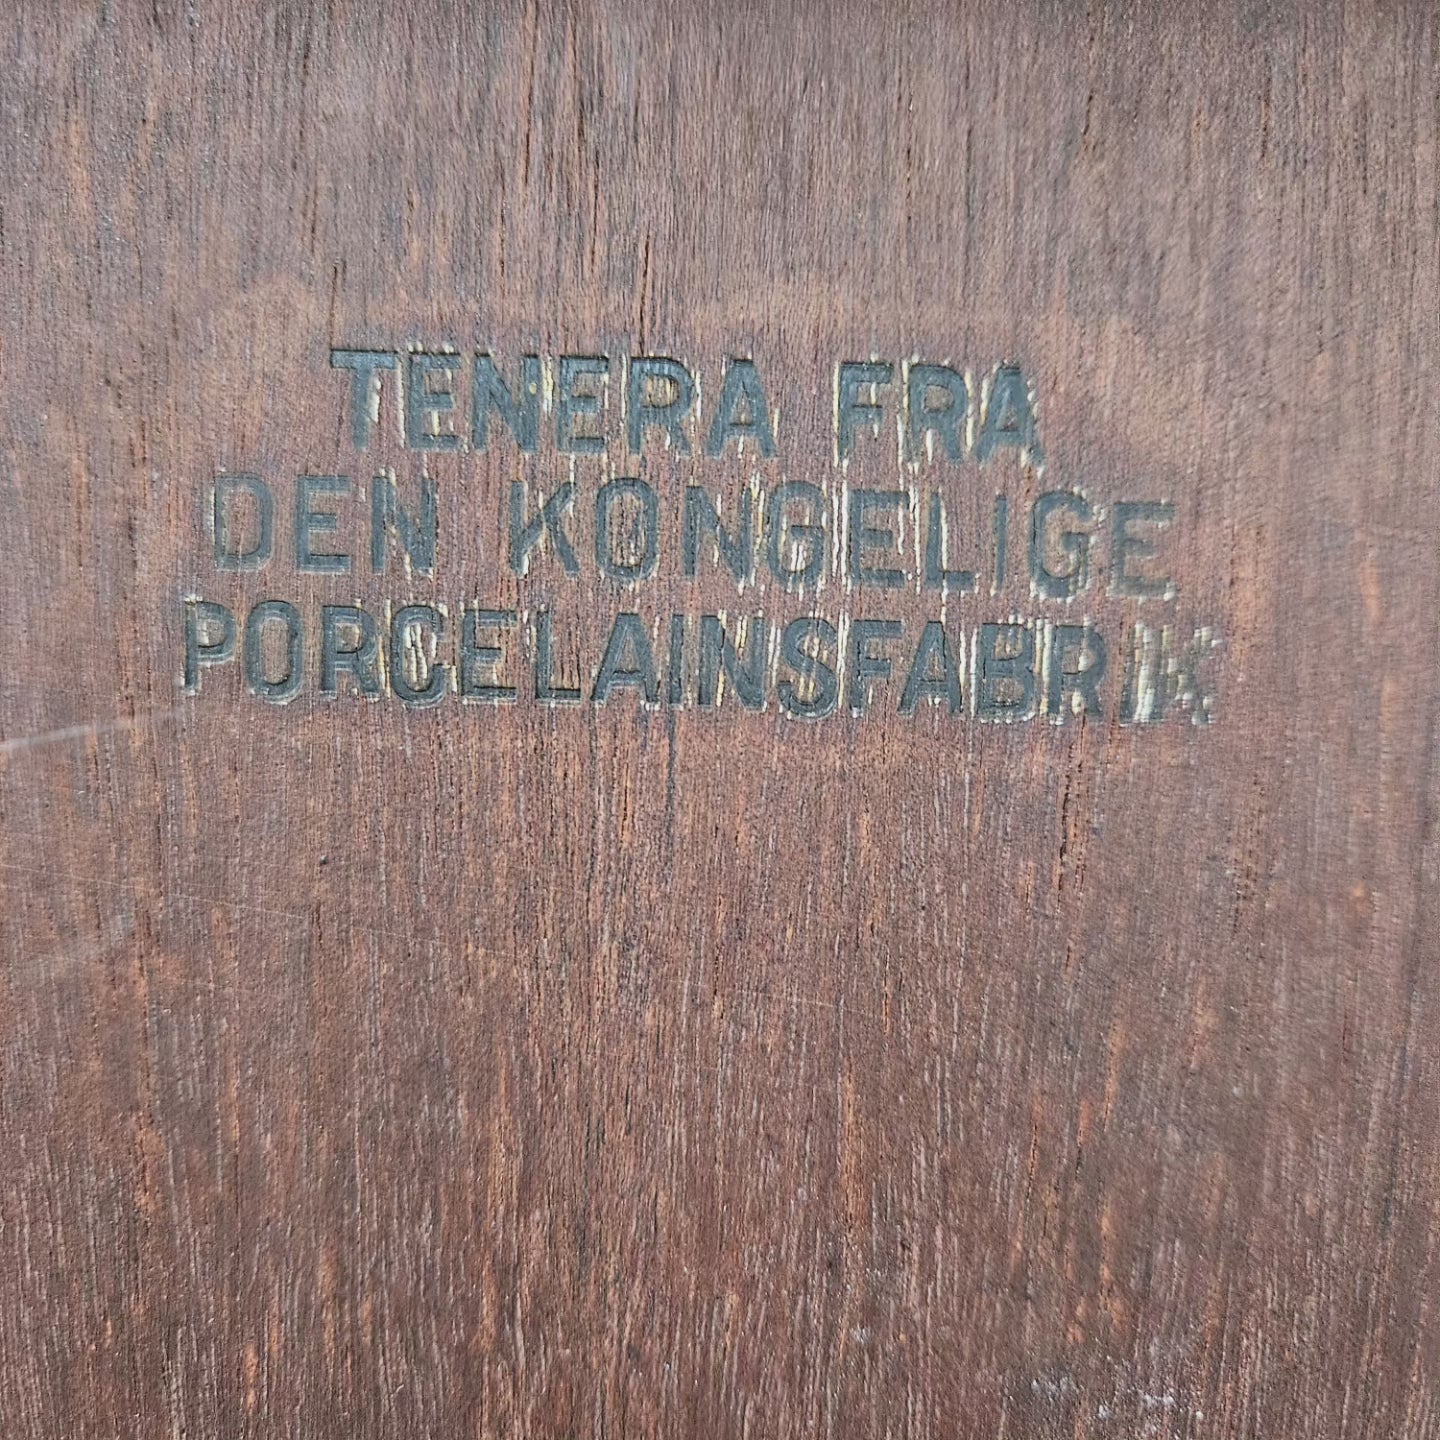 TENERA FRA
DEN KONGELIGE
PORCELAINSFABRIK